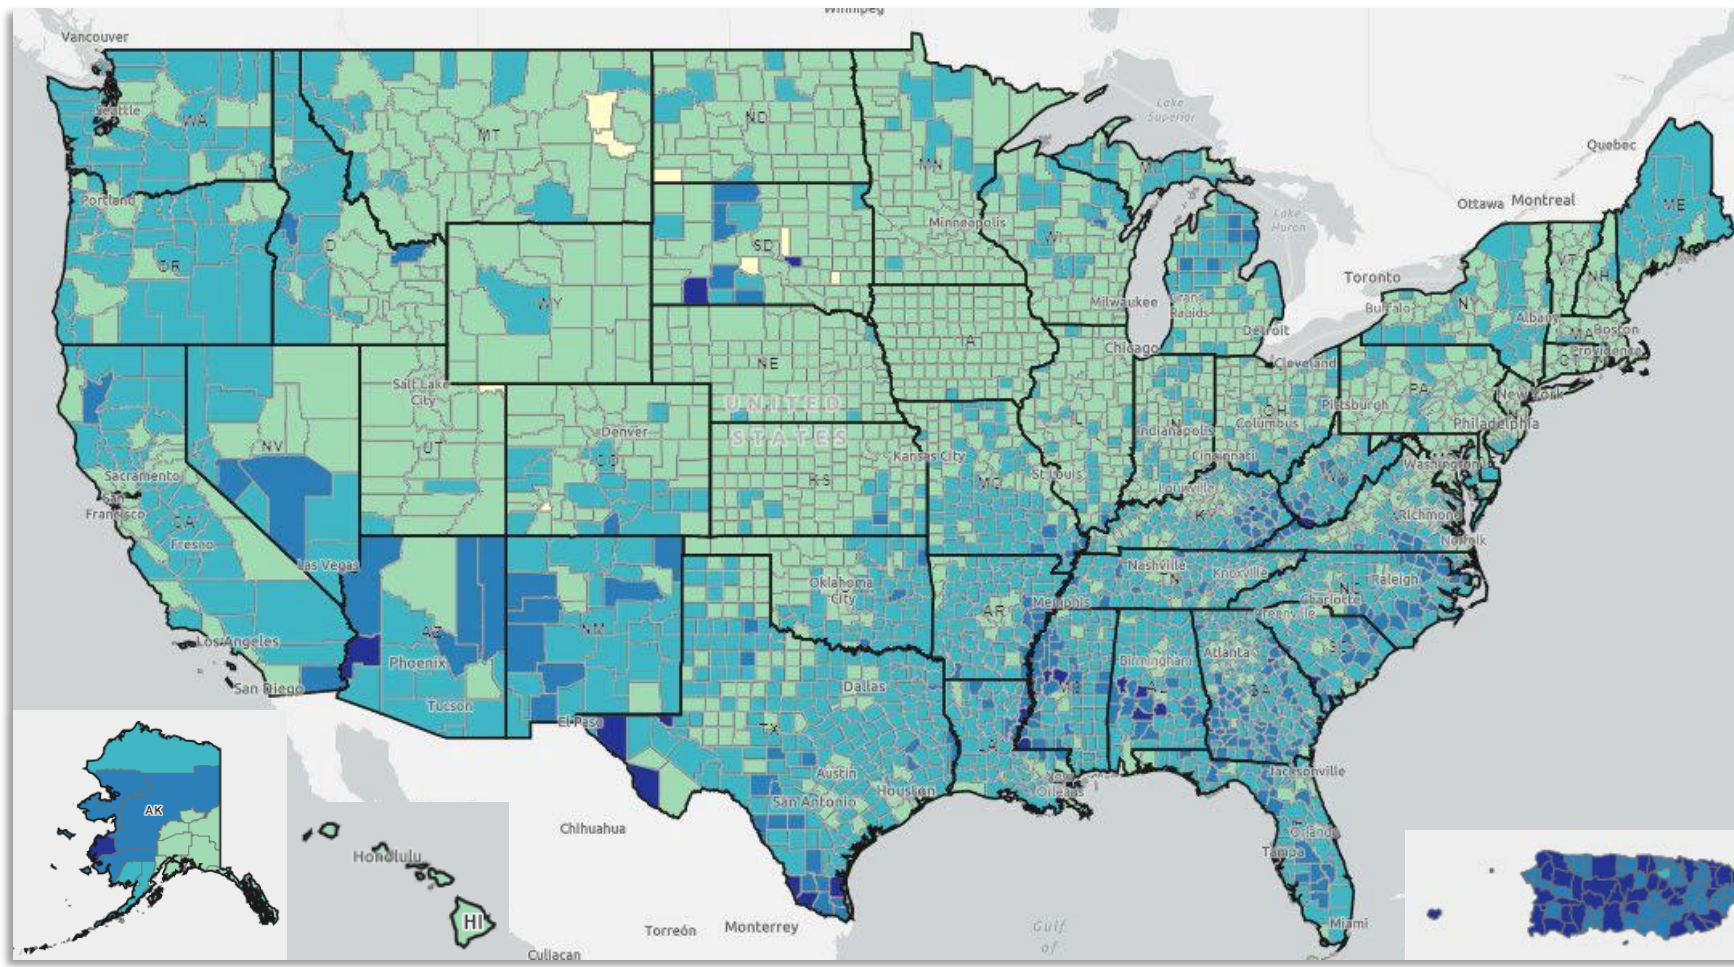 Winnipeg
Vancouver
Seattle
WA
MT
ND
MN
Lake
Superior
MI
Quebec
Ottawa
Montreal
ME
Portland
OR
ID
WY
SD
Minneapolis
WI
Lake
Huron
Toronto
VT
NH
Milwaukee
Grand
Rapids
Detroit
Buffalo
NY
Albany
MA
Boston
Providence
CT
IA
Chicago
Cleveland
NE
Salt Lake
City
UNITED
STATES
PA
New York
Pittsburgh
Philadelphia
OH
Columbus
IN
Indianapolis
NV
UT
Denver
CO
Kansas City
KS
MO
St Louis
Cincinnati
Louisville
KY
Washington
Richmond
Norfolk
Sacramento
San
Francisco
CA
Fresno
Las Vegas
Oklahoma
City
Nashville
TN
Knoxville
NC
Raleigh
Charlotte
Greenville
AR
Memphis
Los Angeles
San Diego
AZ
Phoenix
Tucson
NM
El Paso
Dallas
TX
Birmingham
AL
Atlanta
GA
SC
MS
LA
Austin
San Antonio
Houston
New
Orleans
Jacksonville
Orlando
Tampa
Miami
AK
Honolulu
HI
Chihuahua
Torreón
Monterrey
Culiacan
Gulf
of